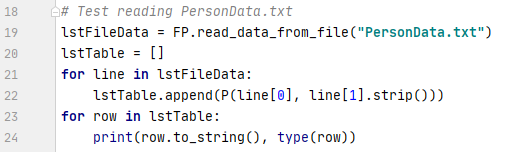 18 # Test reading PersonData.txt
19 lstFileData = FP.read_data_from_file("PersonData.txt")
20 lstTable = []
21 for line in lstFileData:
22     lstTable.append(P(line[0], line[1].strip()))
23 for row in lstTable:
24     print(row.to_string(), type(row))